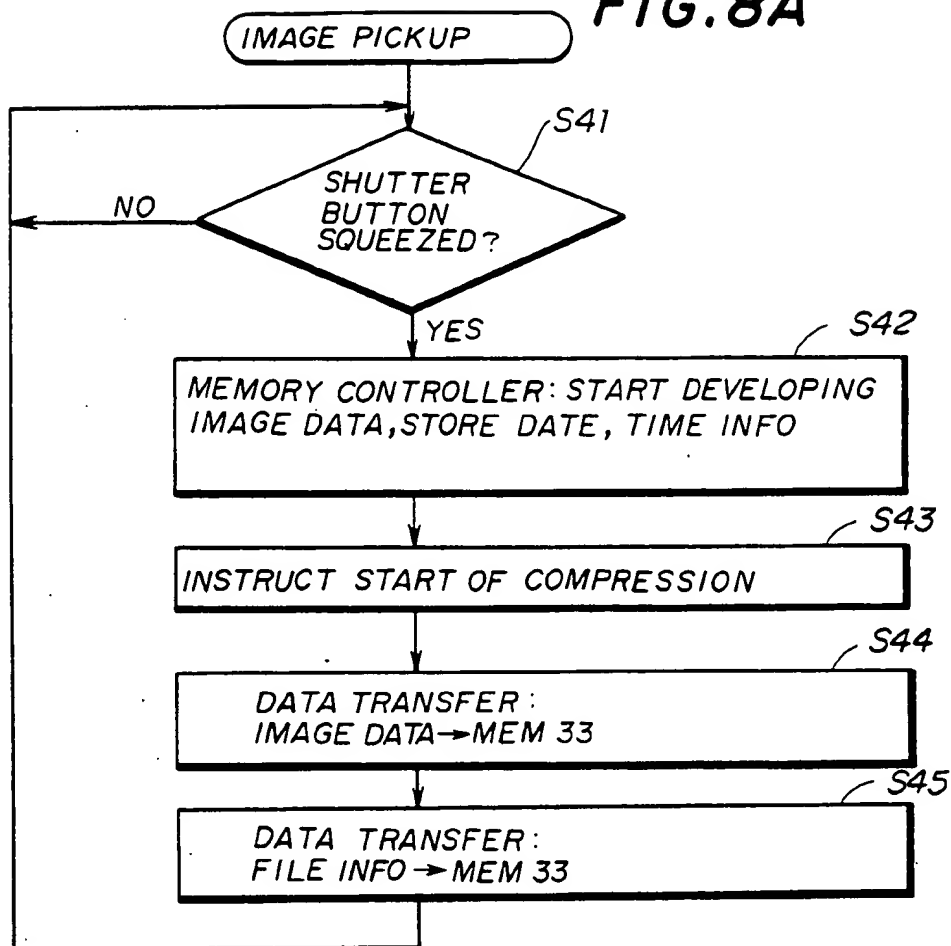 FIG.8A
IMAGE PICKUP
S41
SHUTTER
BUTTON
SQUEEZED?
NO
YES
S42
MEMORY CONTROLLER: START DEVELOPING
IMAGE DATA, STORE DATE, TIME INFO
S43
INSTRUCT START OF COMPRESSION
S44
DATA TRANSFER:
IMAGE DATA→MEM 33
S45
DATA TRANSFER:
FILE INFO→MEM 33